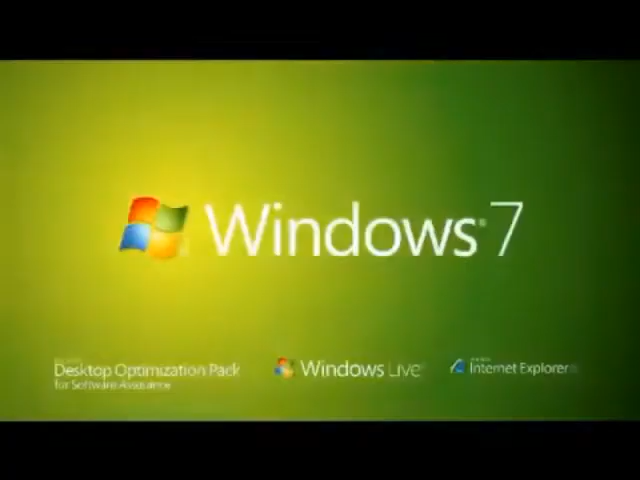 Windows® 7
Desktop Optimization Pack
for Software Assurance
Windows Live
Internet Explorer